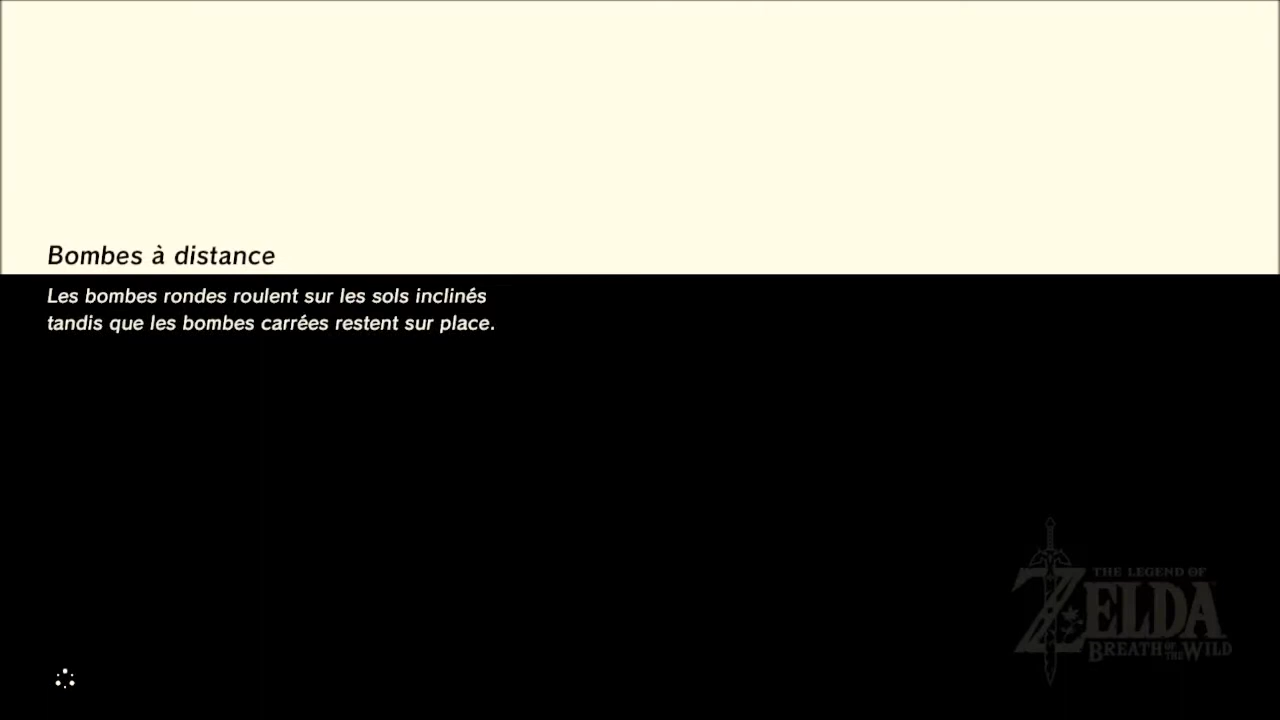 Bombes à distance
Les bombes rondes roulent sur les sols inclinés
tandis que les bombes carrées restent sur place.
THE LEGEND OF
ZELDA
BREATH OF THE WILD